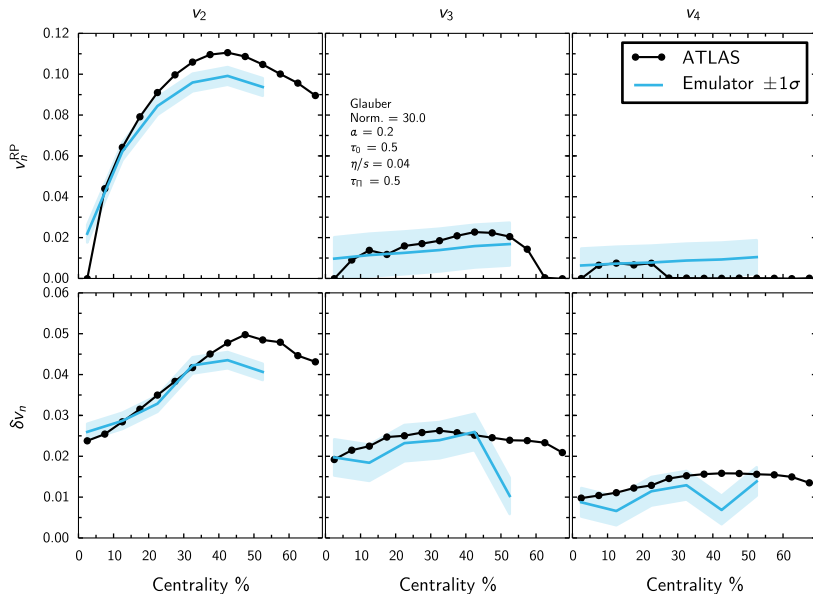 v2 v3 v4
0.12
0.10
0.08
0.06
0.04
0.02
0.00
vnRP
Glauber
Norm. = 30.0
α = 0.2
τ0 = 0.5
η/s = 0.04
τΠ = 0.5
ATLAS
Emulator ±1σ
0.06
0.05
0.04
0.03
0.02
0.01
0.00
δvn
0 10 20 30 40 50 60 0 10 20 30 40 50 60 0 10 20 30 40 50 60
Centrality % Centrality % Centrality %